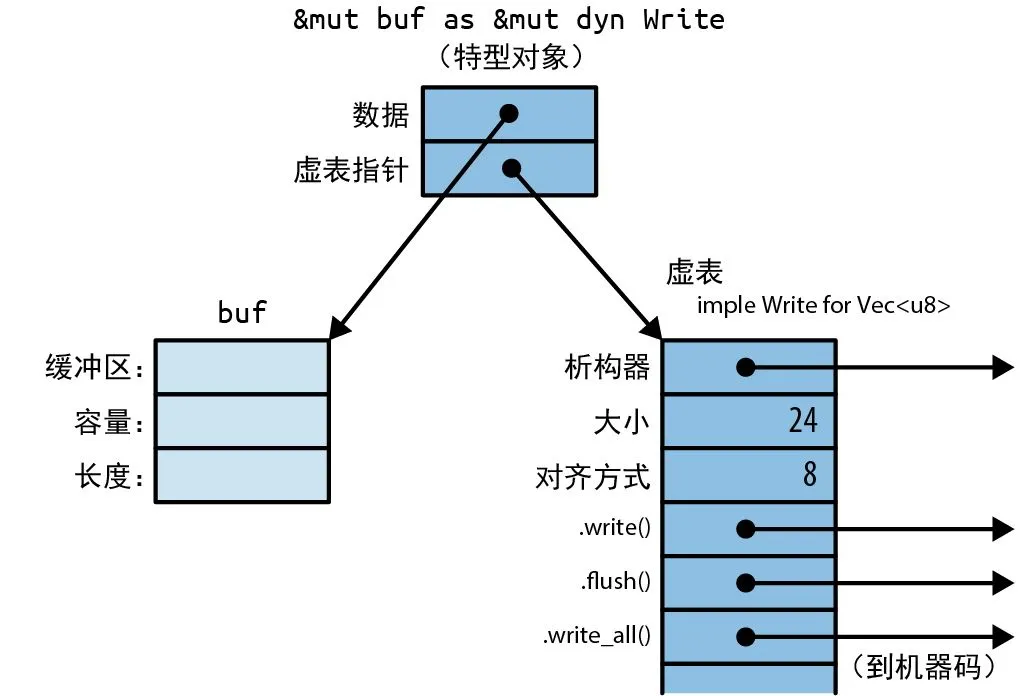 &mut buf as &mut dyn Write
（特型对象）
数据
虚表指针
虚表
imple Write for Vec<u8>
buf
缓冲区：
容量：
长度：
析构器
大小 24
对齐方式 8
.write()
.flush()
.write_all()
（到机器码）